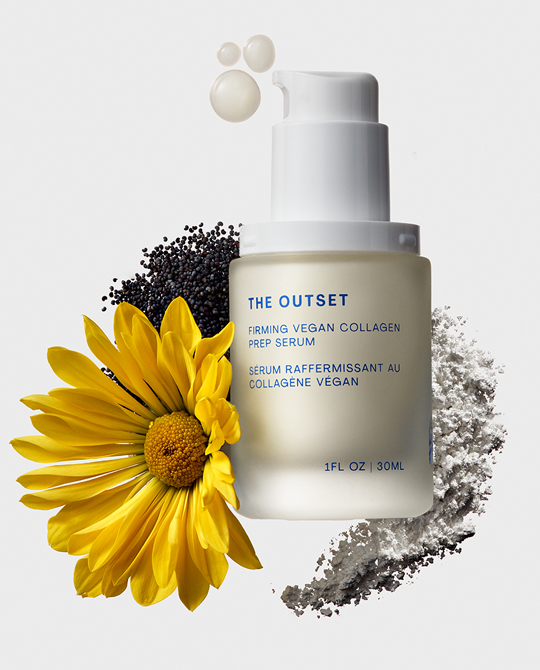 THE OUTSET
FIRMING VEGAN COLLAGEN
PREP SERUM
SÉRUM RAFFERMISSANT AU
COLLAGÈNE VÉGAN
1FL OZ | 30ML